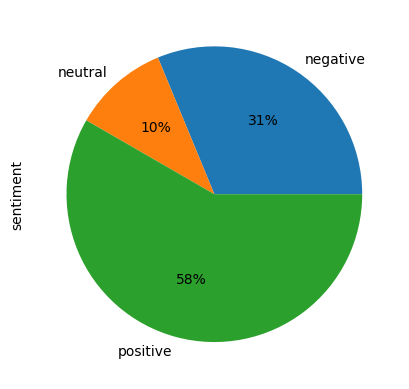 negative
neutral
31%
10%
sentiment
58%
positive